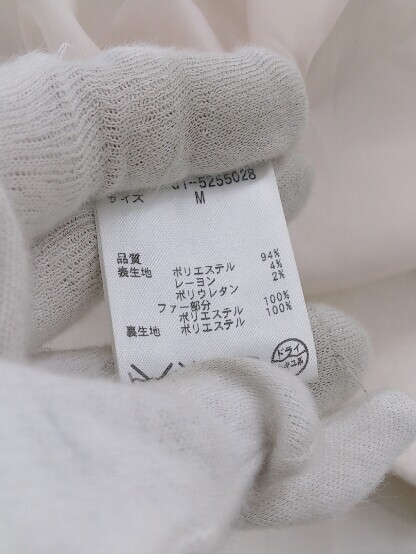 01-5255028
サイズ M
品質
表生地 ポリエステル 94%
レーヨン 4%
ポリウレタン 2%
ファー部分
ポリエステル 100%
裏生地 ポリエステル 100%
ドライ